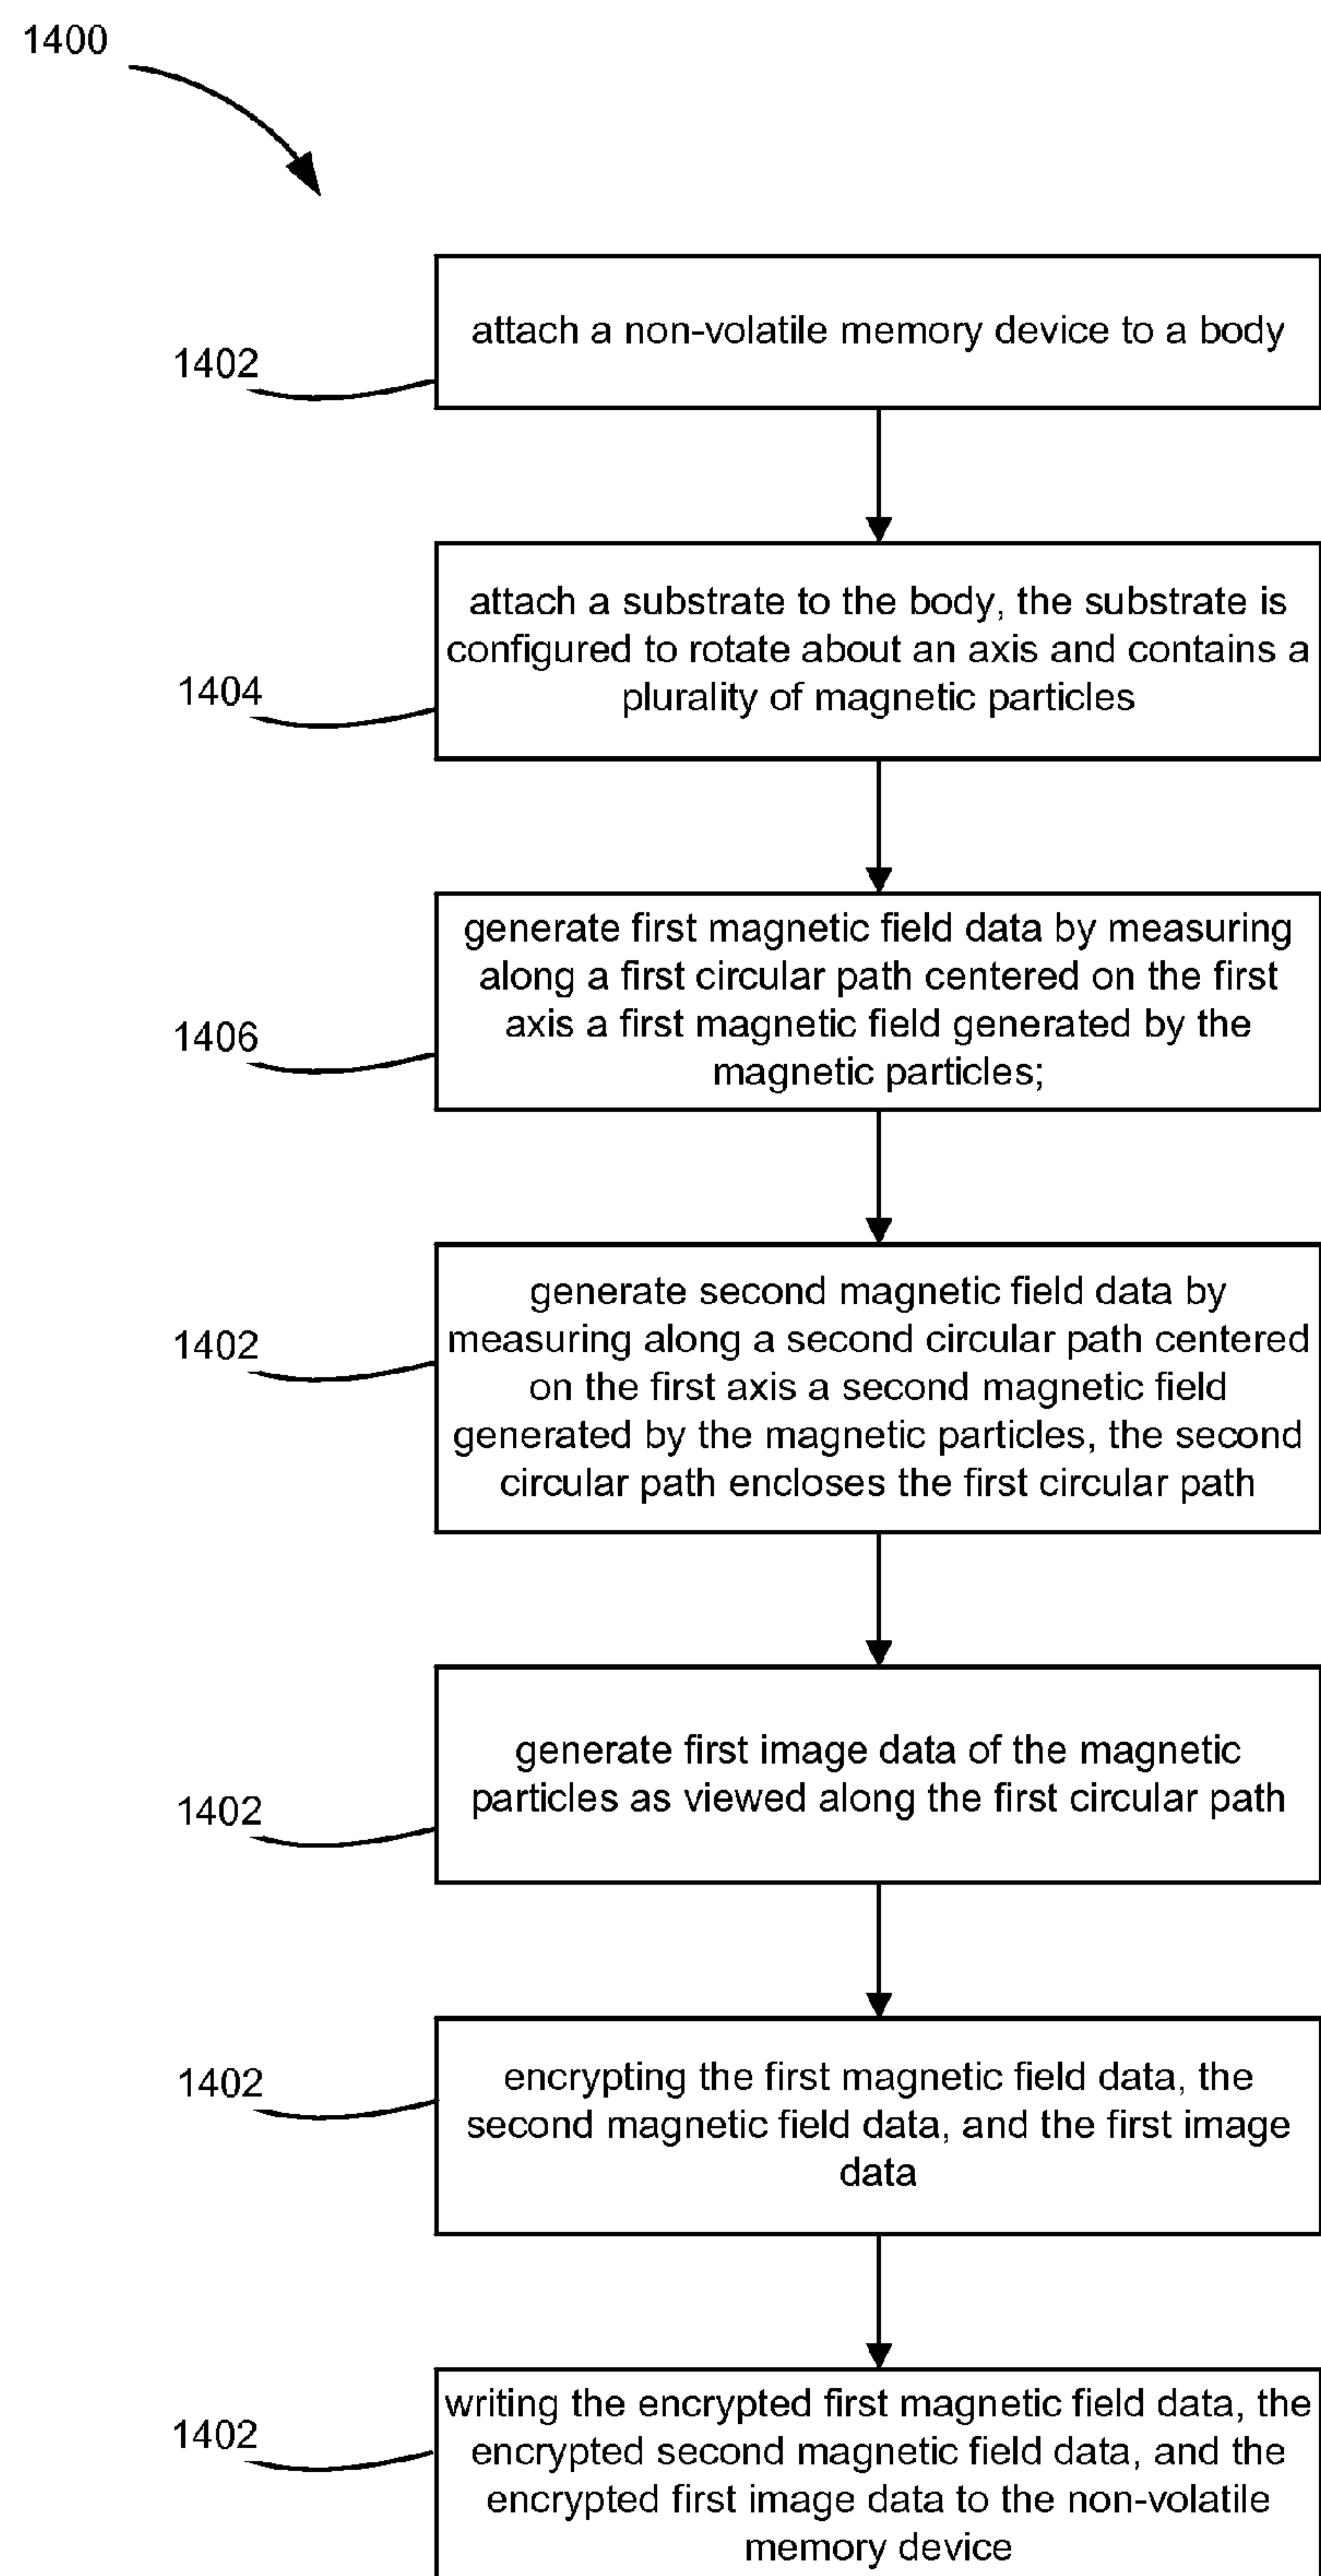 1400
attach a non-volatile memory device to a body
1402
attach a substrate to the body, the substrate is
configured to rotate about an axis and contains a
plurality of magnetic particles
1404
generate first magnetic field data by measuring
along a first circular path centered on the first
axis a first magnetic field generated by the
magnetic particles;
1406
generate second magnetic field data by
measuring along a second circular path centered
on the first axis a second magnetic field
generated by the magnetic particles, the second
circular path encloses the first circular path
1402
generate first image data of the magnetic
particles as viewed along the first circular path
1402
encrypting the first magnetic field data, the
second magnetic field data, and the first image
data
1402
writing the encrypted first magnetic field data, the
encrypted second magnetic field data, and the
encrypted first image data to the non-volatile
memory device
1402